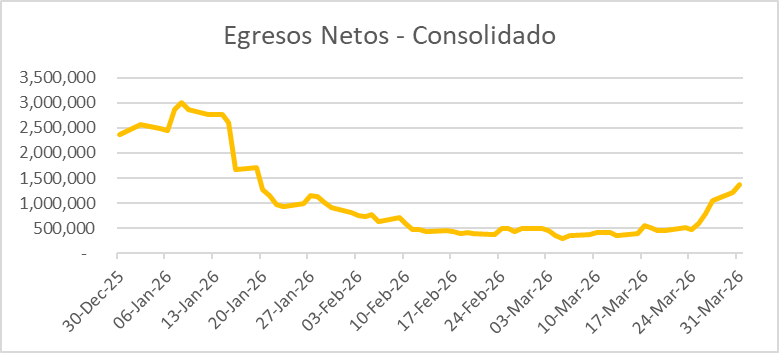 Egresos Netos - Consolidado
3,500,000
3,000,000
2,500,000
2,000,000
1,500,000
1,000,000
500,000
-
30-Dec-25
06-Jan-26
13-Jan-26
20-Jan-26
27-Jan-26
03-Feb-26
10-Feb-26
17-Feb-26
24-Feb-26
03-Mar-26
10-Mar-26
17-Mar-26
24-Mar-26
31-Mar-26